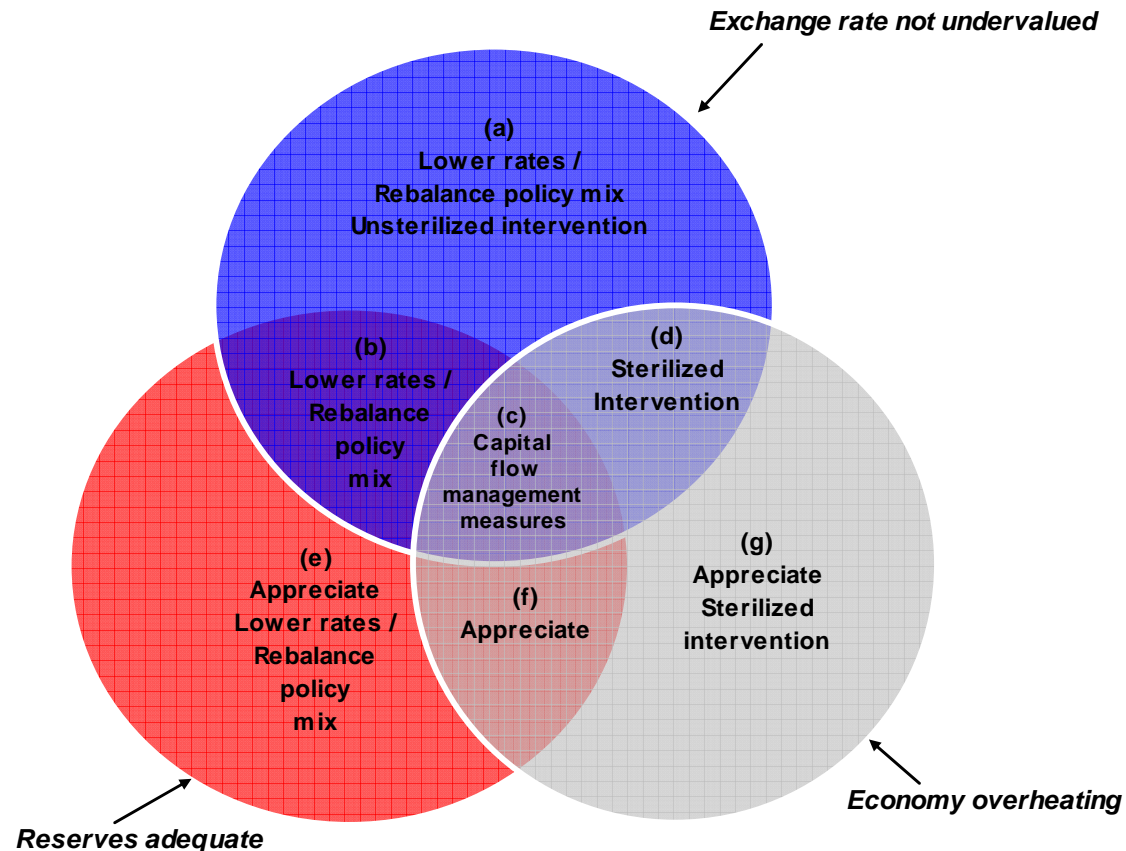 Exchange rate not undervalued
(a)
Lower rates /
Rebalance policy mix
Unsterilized intervention
(b)
Lower rates /
Rebalance
policy
mix
(c)
Capital
flow
management
measures
(d)
Sterilized
Intervention
(e)
Appreciate
Lower rates /
Rebalance
policy
mix
(f)
Appreciate
(g)
Appreciate
Sterilized
intervention
Economy overheating
Reserves adequate